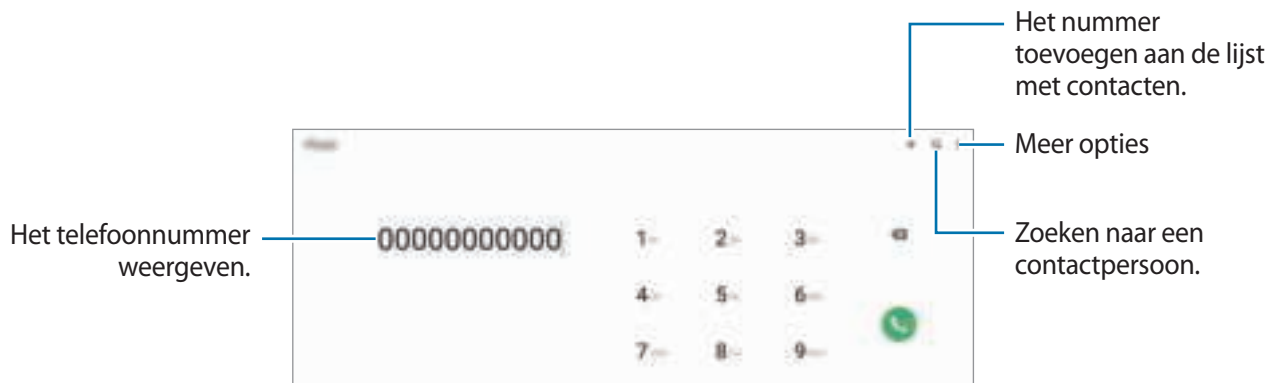 Het nummer
toevoegen aan de lijst
met contacten.
Meer opties
Het telefoonnummer
weergeven.
00000000000
1 2 3
Zoeken naar een
contactpersoon.
4 5 6
7 8 9